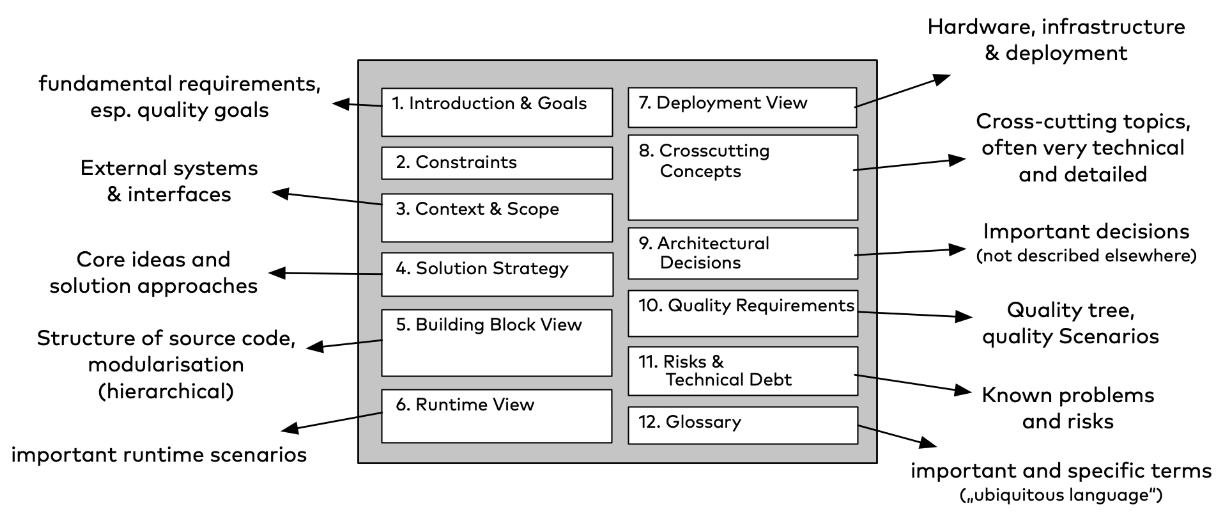 fundamental requirements,
esp. quality goals
External systems
& interfaces
Core ideas and
solution approaches
Structure of source code,
modularisation
(hierarchical)
important runtime scenarios
1. Introduction & Goals
2. Constraints
3. Context & Scope
4. Solution Strategy
5. Building Block View
6. Runtime View
7. Deployment View
8. Crosscutting
Concepts
9. Architectural
Decisions
10. Quality Requirements
11. Risks &
Technical Debt
12. Glossary
Hardware, infrastructure
& deployment
Cross-cutting topics,
often very technical
and detailed
Important decisions
(not described elsewhere)
Quality tree,
quality Scenarios
Known problems
and risks
important and specific terms
(„ubiquitous language“)